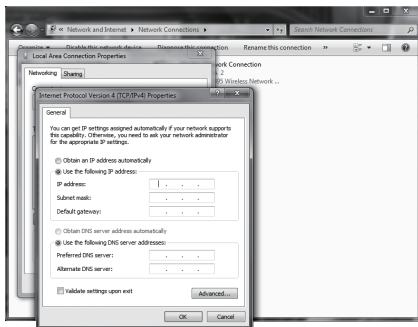 « Network and Internet ▸ Network Connections ▸
Search Network Connections
Organize Disable this network device Diagnose this connection Rename this connection »
Local Area Connection Properties
Networking Sharing
work Connection
2
95 Wireless Network ...
Internet Protocol Version 4 (TCP/IPv4) Properties
General
You can get IP settings assigned automatically if your network supports
this capability. Otherwise, you need to ask your network administrator
for the appropriate IP settings.
Obtain an IP address automatically
Use the following IP address:
IP address:
Subnet mask:
Default gateway:
Obtain DNS server address automatically
Use the following DNS server addresses:
Preferred DNS server:
Alternate DNS server:
Validate settings upon exit
Advanced...
OK Cancel